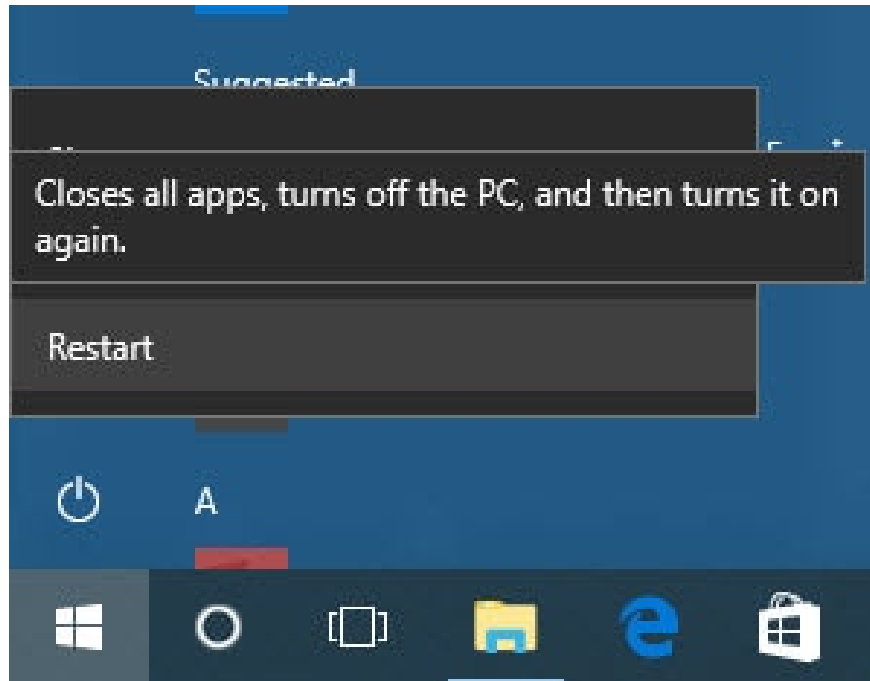 Suggested
Closes all apps, turns off the PC, and then turns it on
again.
Restart
A